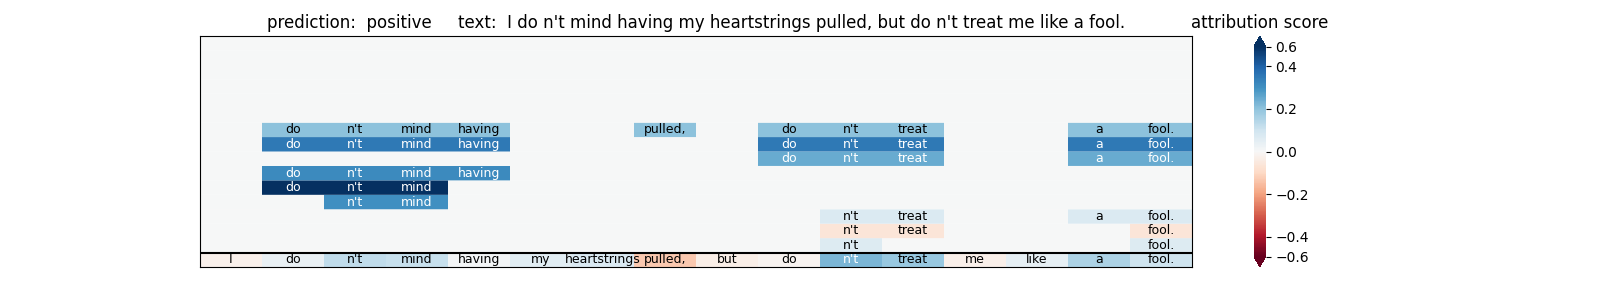 prediction: positive text: I do n't mind having my heartstrings pulled, but do n't treat me like a fool. attribution score
0.6
0.4
0.2
0.0
−0.2
−0.4
−0.6
do n't mind having pulled, do n't treat a fool.
do n't mind having do n't treat a fool.
do n't treat a fool.
do n't mind having
do n't mind
n't mind
n't treat a fool.
n't treat fool.
n't fool.
I do n't mind having my heartstrings pulled, but do n't treat me like a fool.